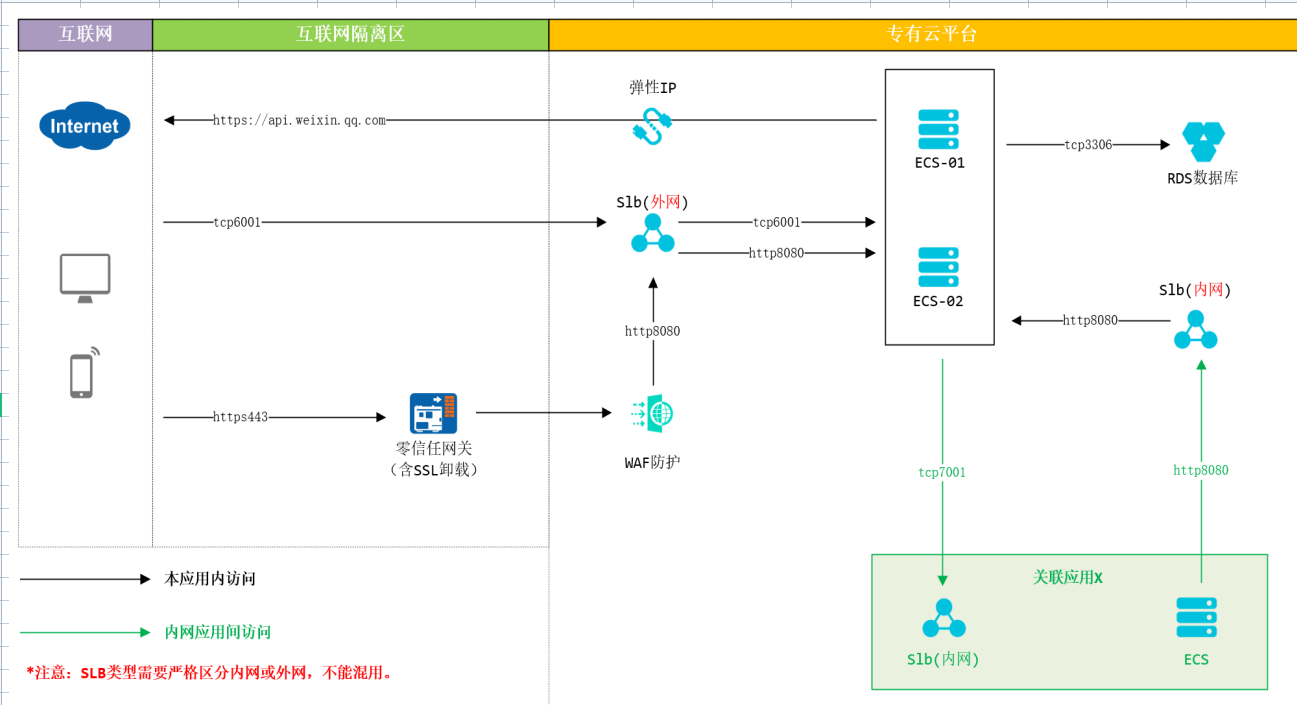 互联网
互联网隔离区
专有云平台
弹性IP
Internet
https://api.weixin.qq.com
ECS-01
tcp3306
RDS数据库
Slb(外网)
tcp6001
tcp6001
http8080
ECS-02
Slb(内网)
http8080
http8080
https443
零信任网关
（含SSL卸载）
WAF防护
tcp7001
http8080
本应用内访问
关联应用X
内网应用间访问
Slb(内网)
ECS
*注意：SLB类型需要严格区分内网或外网，不能混用。